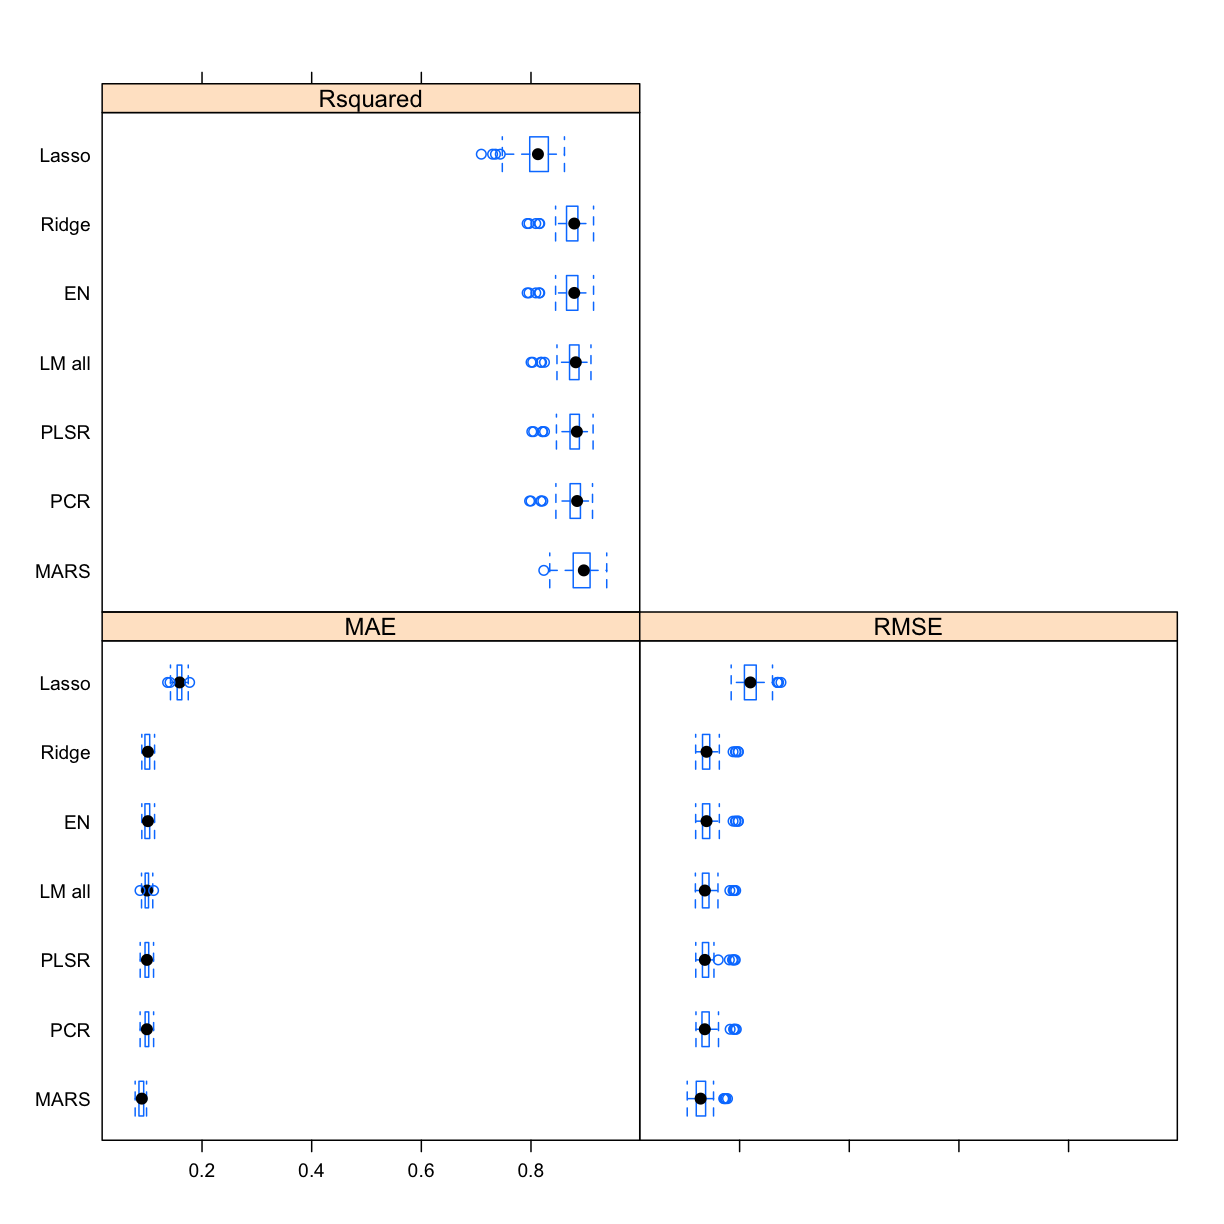 Rsquared
Lasso
Ridge
EN
LM all
PLSR
PCR
MARS
MAE RMSE
Lasso
Ridge
EN
LM all
PLSR
PCR
MARS
0.2 0.4 0.6 0.8